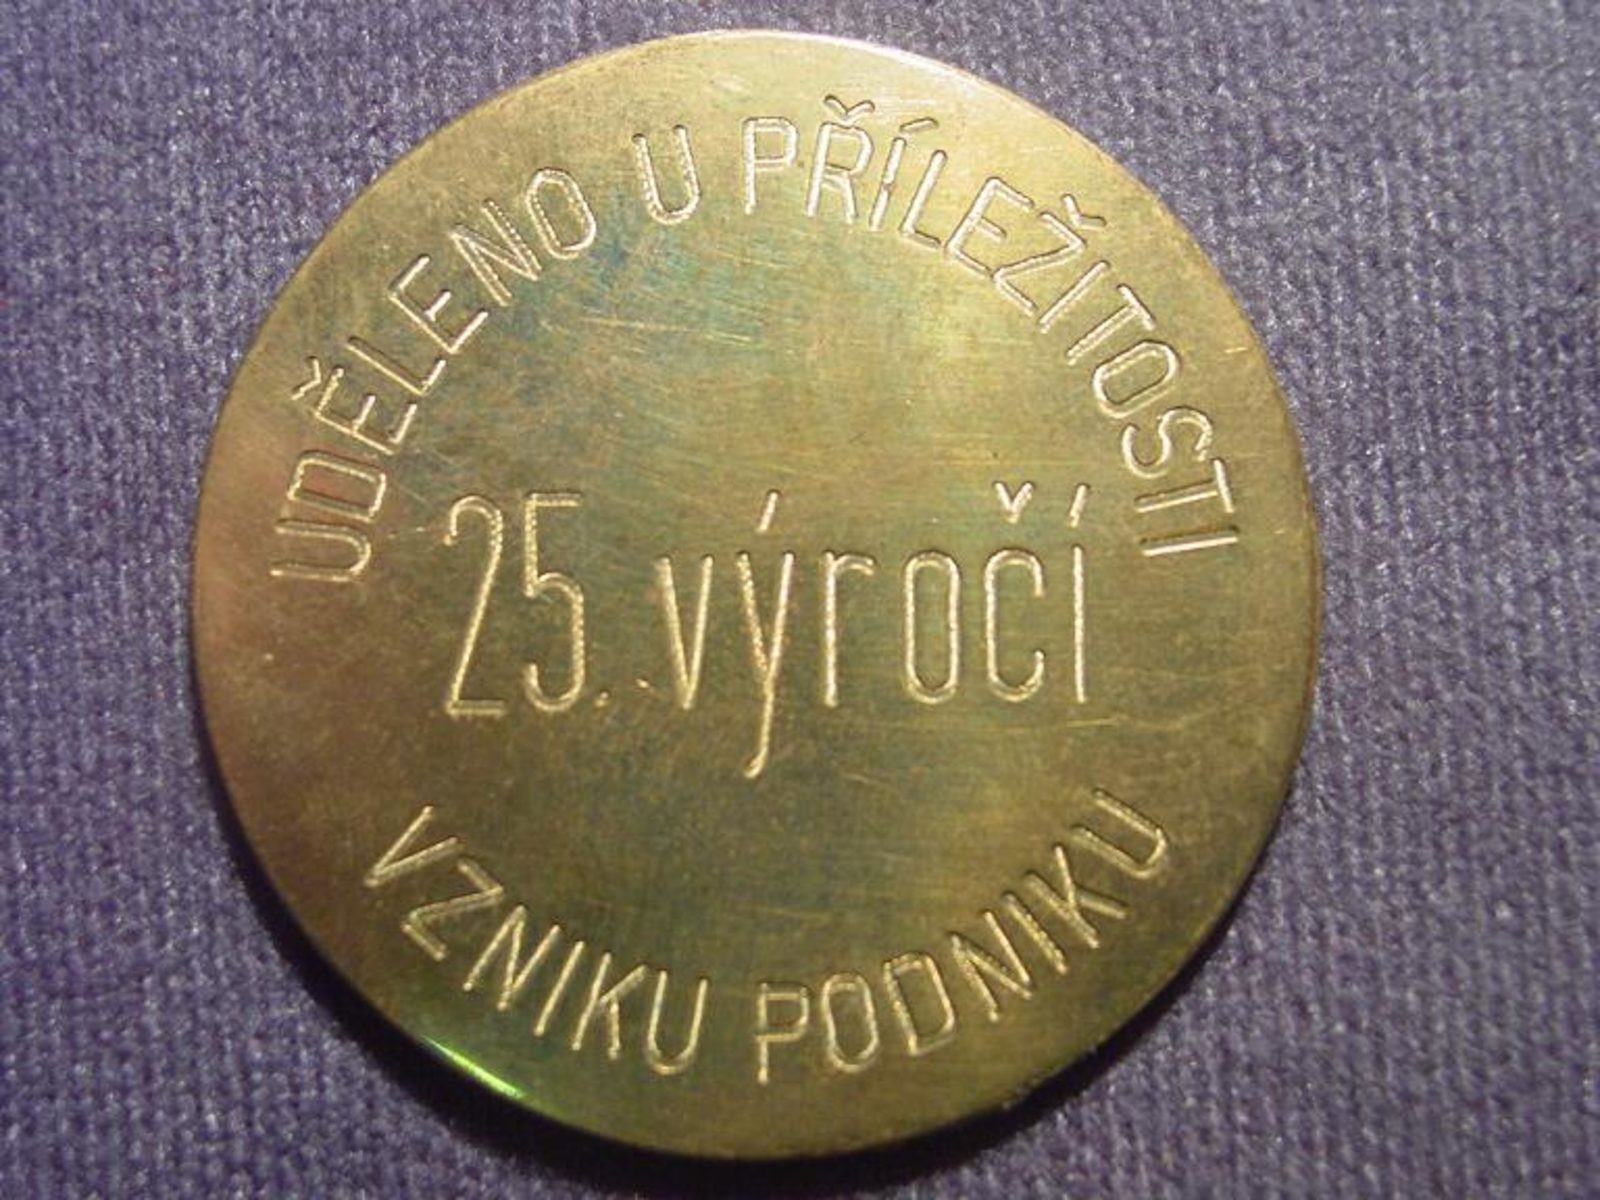 UDĚLENO U PŘÍLEŽITOSTI
25. výročí
VZNIKU PODNIKU